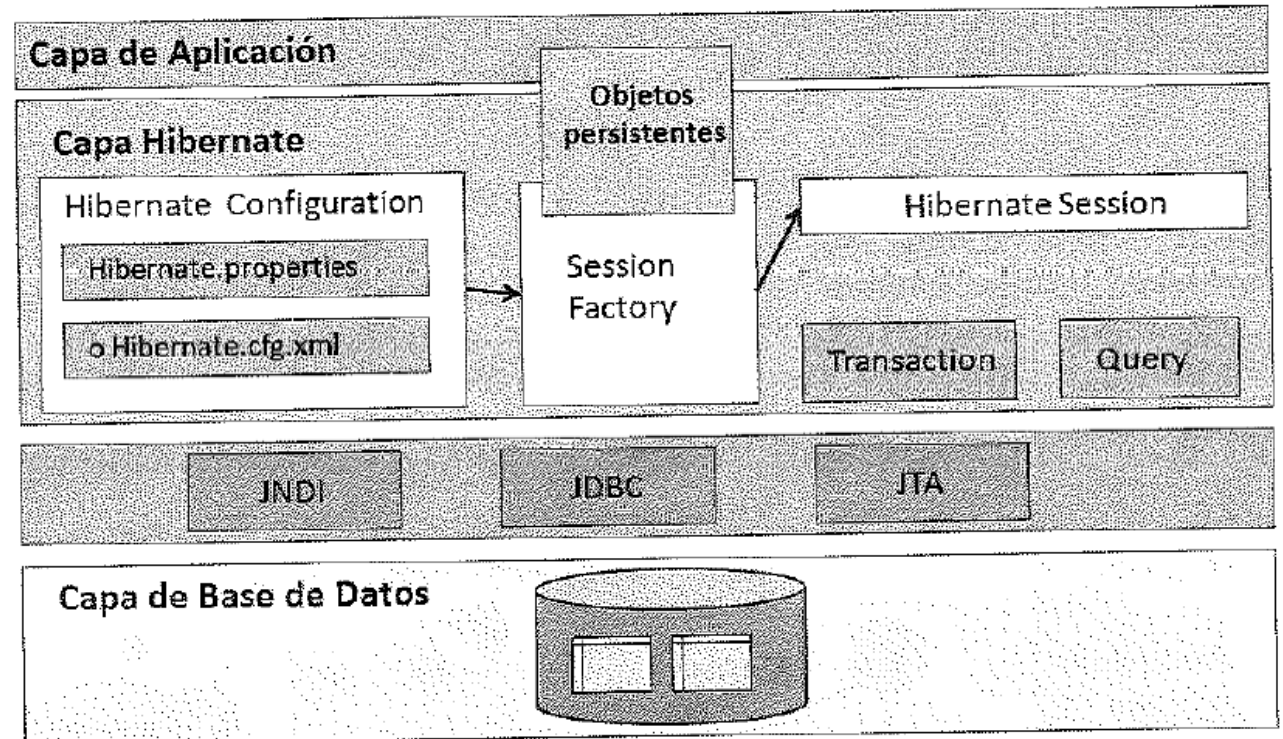 Capa de Aplicación
Objetos
persistentes
Capa Hibernate
Hibernate Configuration
Hibernate.properties
o Hibernate.cfg.xml
Session
Factory
Hibernate Session
Transaction
Query
JNDI
JDBC
JTA
Capa de Base de Datos